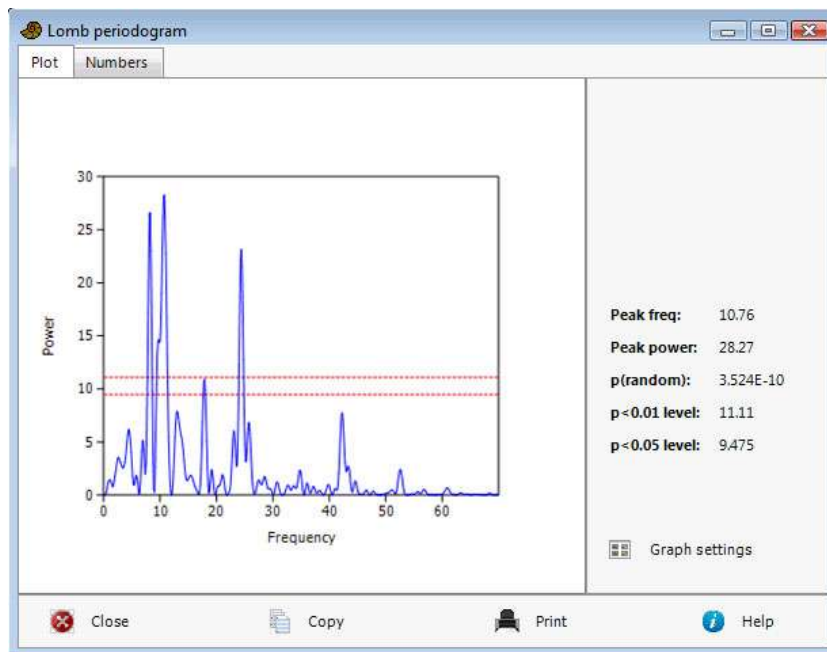 Lomb periodogram
Plot Numbers
30
25
20
15
10
5
0
Power
0 10 20 30 40 50 60
Frequency
Peak freq: 10.76
Peak power: 28.27
p(random): 3.524E-10
p<0.01 level: 11.11
p<0.05 level: 9.475
Graph settings
Close Copy Print Help